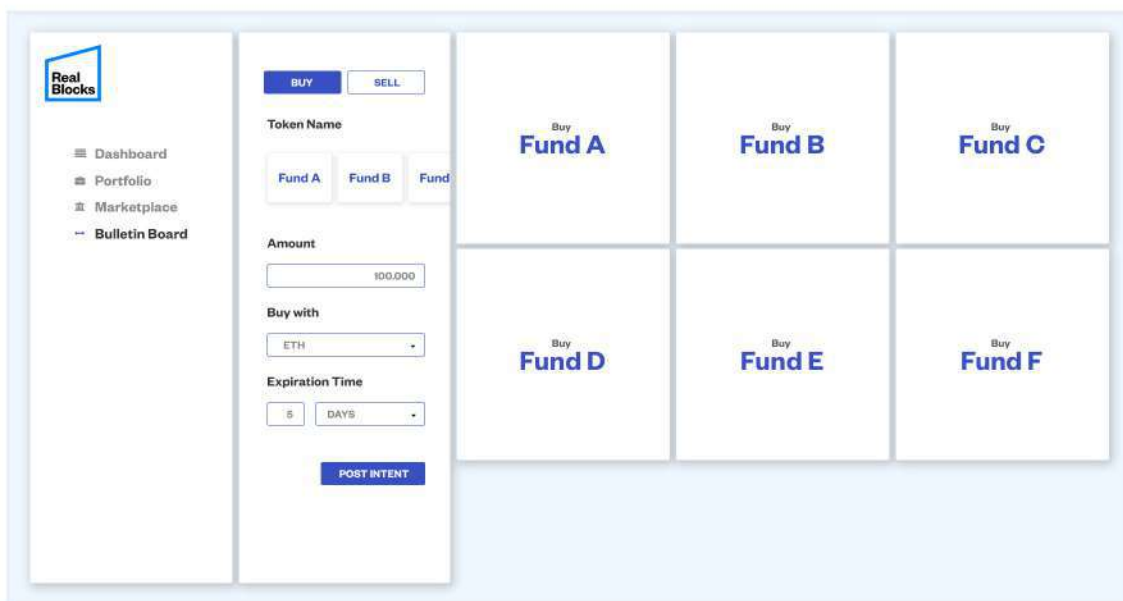 Real
Blocks
Dashboard
Portfolio
Marketplace
Bulletin Board
BUY SELL
Token Name
Fund A Fund B Fund
Amount
100.000
Buy with
ETH
Expiration Time
5 DAYS
POST INTENT
Buy Buy Buy
Fund A Fund B Fund C
Buy Buy Buy
Fund D Fund E Fund F